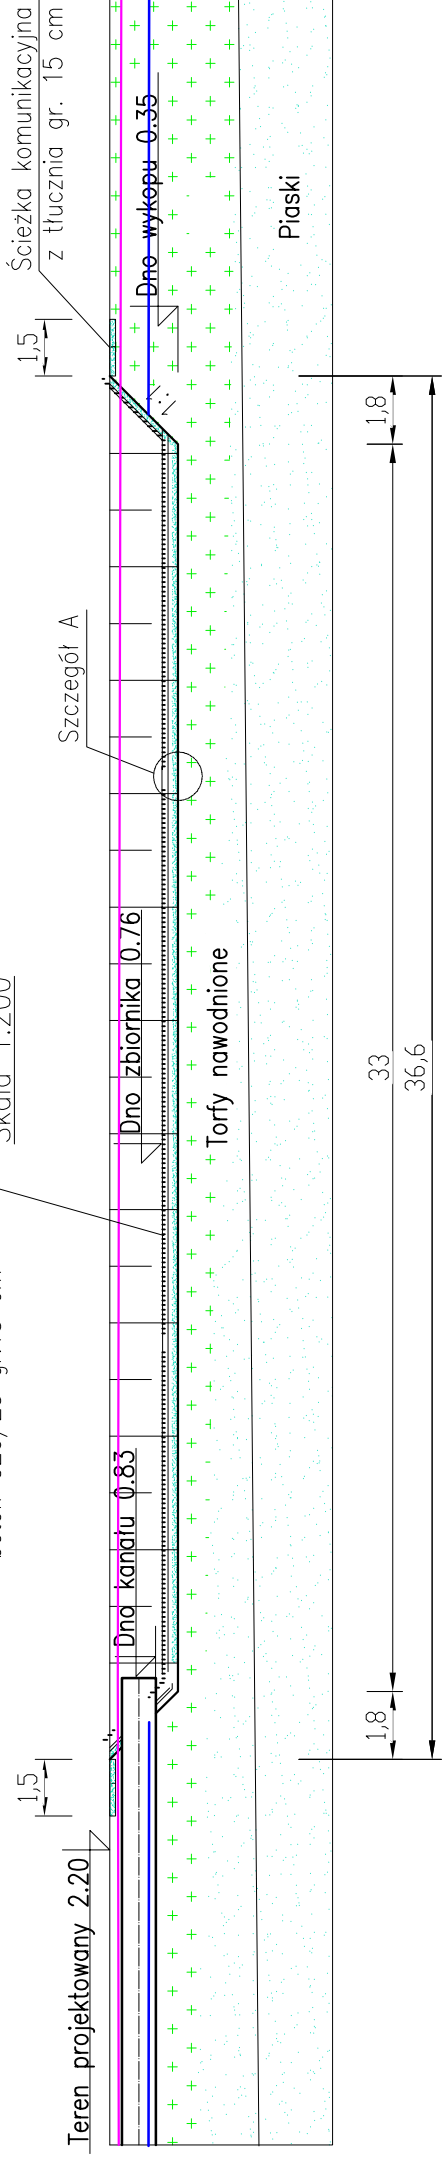 Teren projektowany 2.20
1,5
Dno kanału 0.83
Skala 1:200
Dno zbiornika 0.76
Szczegół A
1,5
Ścieżka komunikacyjna
z tłucznia gr. 15 cm
Dno wykopu 0.35
1:1
Torfy nawodnione
Piaski
1,8
33
1,8
36,6